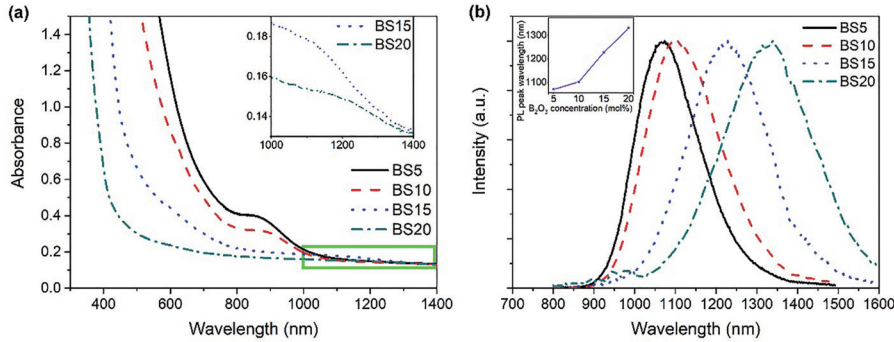 (a)
1.4
1.2
1.0
0.8
0.6
0.4
0.2
0.0
Absorbance
400
600
800
1000
1200
1400
Wavelength (nm)
BS15
BS20
0.18
0.16
0.14
1000
1200
1400
BS5
BS10
BS15
BS20
(b)
Intensity (a.u.)
700
800
900
1000
1100
1200
1300
1400
1500
1600
Wavelength (nm)
PL peak wavelength (nm)
1300
1200
1100
5
10
15
20
B₂O₃ concentration (mol%)
BS5
BS10
BS15
BS20